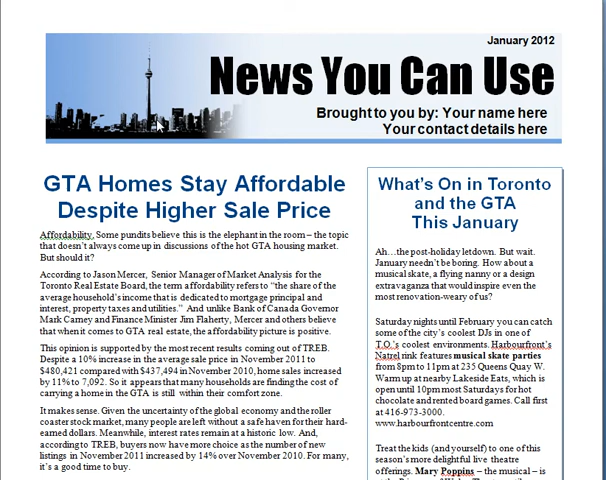 January 2012
News You Can Use
Brought to you by: Your name here
Your contact details here
GTA Homes Stay Affordable
Despite Higher Sale Price
Affordability, Some pundits believe this is the elephant in the room – the topic
that doesn't always come up in discussions of the hot GTA housing market.
But should it?
According to Jason Mercer, Senior Manager of Market Analysis for the
Toronto Real Estate Board, the term affordability refers to "the share of the
average household's income that is dedicated to mortgage principal and
interest, property taxes and utilities." And unlike Bank of Canada Governor
Mark Carney and Finance Minister Jim Flaherty, Mercer and others believe
that when it comes to GTA real estate, the affordability picture is positive.
This opinion is supported by the most recent results coming out of TREB.
Despite a 10% increase in the average sale price in November 2011 to
$480,421 compared with $437,494 in November 2010, home sales increased
by 11% to 7,092. So it appears that many households are finding the cost of
carrying a home in the GTA is still within their comfort zone.
It makes sense. Given the uncertainty of the global economy and the roller
coaster stock market, many people are left without a safe haven for their hard-
earned dollars. Meanwhile, interest rates remain at a historic low. And,
according to TREB, buyers now have more choice as the number of new
listings in November 2011 increased by 14% over November 2010. For many,
it's a good time to buy.
What's On in Toronto
and the GTA
This January
Ah...the post-holiday letdown. But wait.
January needn't be boring. How about a
musical skate, a flying nanny or a design
extravaganza that would inspire even the
most renovation-weary of us?
Saturday nights until February you can catch
some of the city's coolest DJs in one of
T.O.'s coolest environments. Harbourfront's
Natrel rink features musical skate parties
from 8pm to 11pm at 235 Queens Quay W.
Warm up at nearby Lakeside Eats, which is
open until 10pm most Saturdays for hot
chocolate and rented board games. Call first
at 416-973-3000.
www.harbourfrontcentre.com
Treat the kids (and yourself) to one of this
season's more delightful live theatre
offerings. Mary Poppins – the musical – is